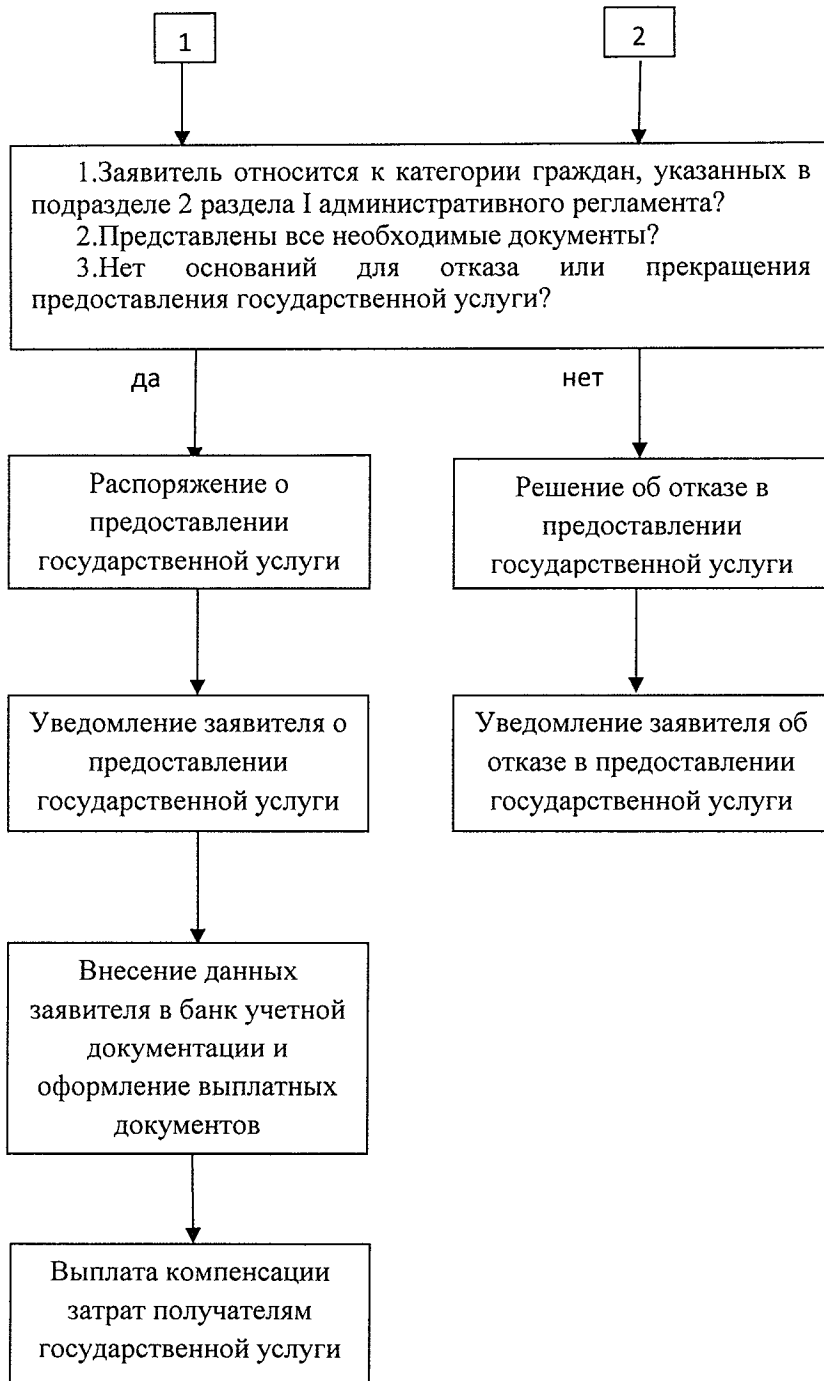 1
2
1.Заявитель относится к категории граждан, указанных в
подразделе 2 раздела I административного регламента?
2.Представлены все необходимые документы?
3.Нет оснований для отказа или прекращения
предоставления государственной услуги?
да
нет
Распоряжение о
предоставлении
государственной услуги
Решение об отказе в
предоставлении
государственной услуги
Уведомление заявителя о
предоставлении
государственной услуги
Уведомление заявителя об
отказе в предоставлении
государственной услуги
Внесение данных
заявителя в банк учетной
документации и
оформление выплатных
документов
Выплата компенсации
затрат получателям
государственной услуги